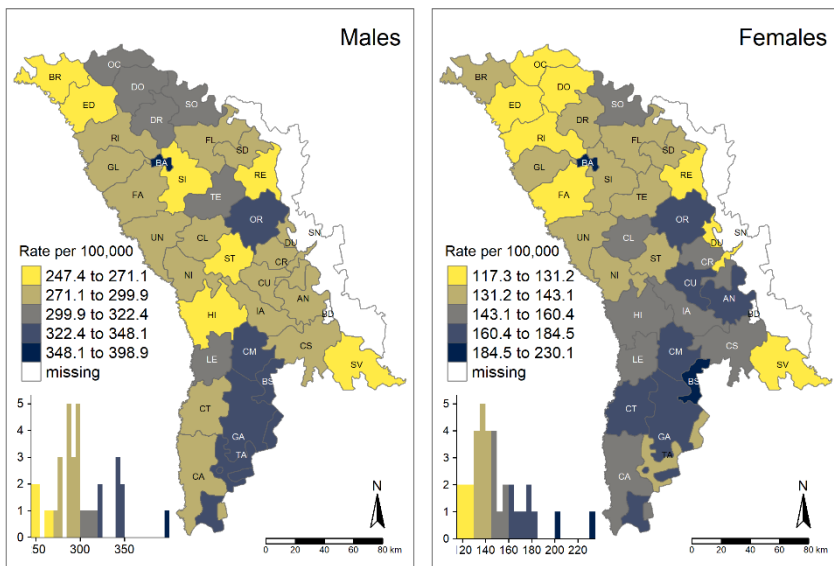 Males
OC
BR
DO
ED
SO
DR
RI
FL
SD
BA
GL
SI
RE
FA
TE
OR
UN
CL
DU
SN
ST
CR
NI
CU
AN
BD
HI
IA
CS
SV
LE
CM
BS
CT
GA
TA
CA
Rate per 100,000
247.4 to 271.1
271.1 to 299.9
299.9 to 322.4
322.4 to 348.1
348.1 to 398.9
missing
5
4
3
2
1
0
50 300 350
N
0 20 40 60 80 km
Females
OC
BR
DO
ED
SO
DR
RI
FL
SD
BA
GL
SI
RE
FA
TE
OR
UN
CL
DU
SN
ST
CR
NI
CU
AN
BD
HI
IA
CS
SV
LE
CM
BS
CT
GA
TA
CA
Rate per 100,000
117.3 to 131.2
131.2 to 143.1
143.1 to 160.4
160.4 to 184.5
184.5 to 230.1
missing
5
4
3
2
1
0
120 140 160 180 200 220
N
0 20 40 60 80 km